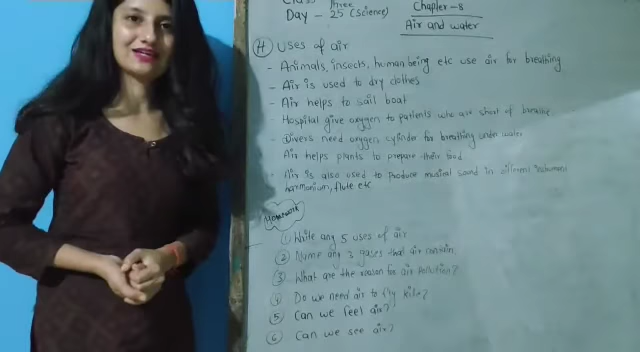 Class Three
Chapter-8
Day - 25 (Science)
Air and water
Uses of air
- Animals, insects, human being etc use air for breathing
- Air is used to dry clothes
- Air helps to sail boat
- Hospital give oxygen to patients who are short of breathe
- Divers need oxygen cylinder for breathing under water
Air helps plants to prepare their food
- Air is also used to produce musical sound in different
harmonium, flute etc
HOMEWORK
① Write any 5 uses of air
② Name any 3 gases that air contain.
③ What are the reason for air pollution?
④ Do we need air to fly kite?
⑤ Can we feel air?
⑥ Can we see air?